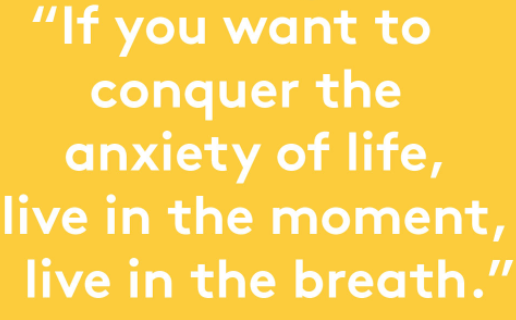 “If you want to
conquer the
anxiety of life,
live in the moment,
live in the breath.”